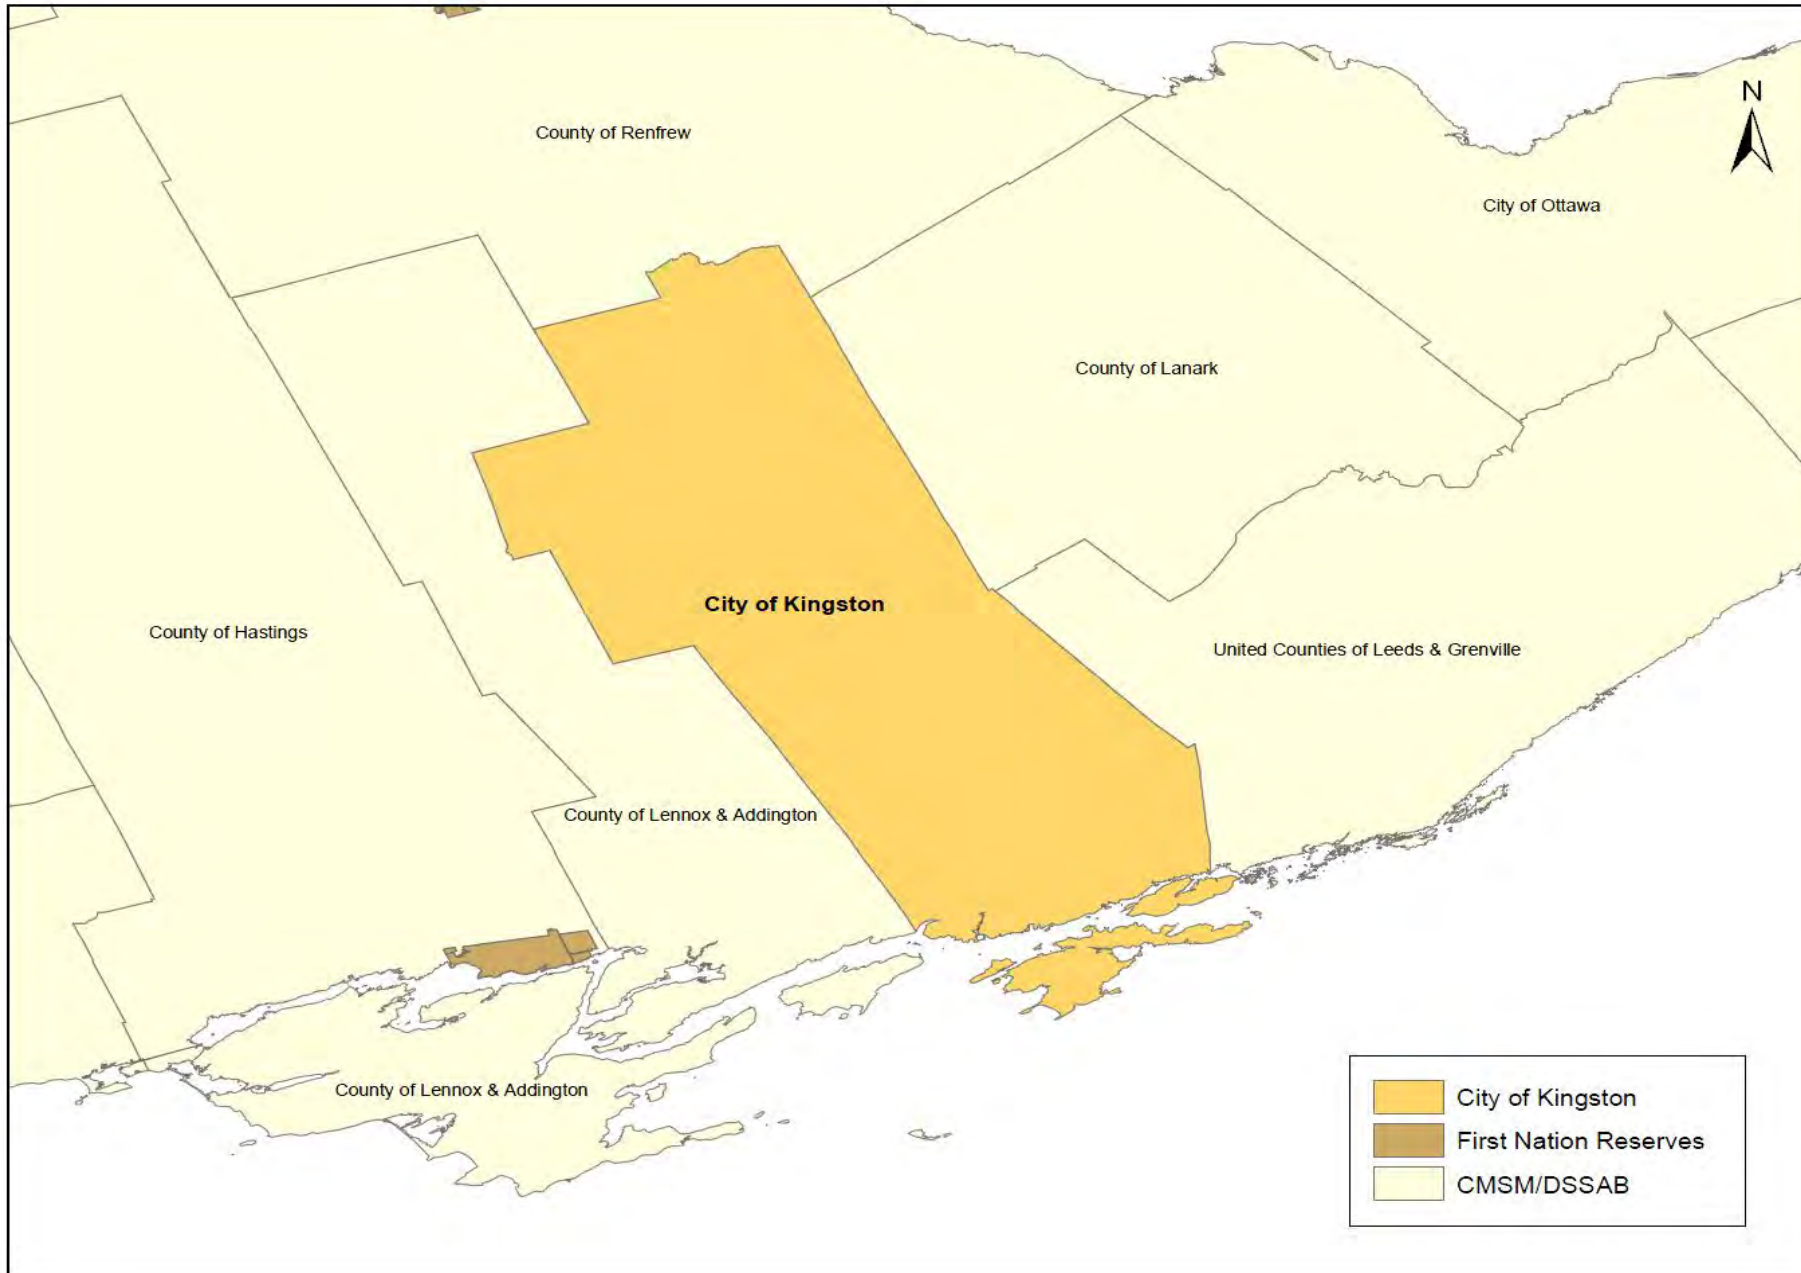 County of Renfrew
N
City of Ottawa
County of Lanark
City of Kingston
County of Hastings
United Counties of Leeds & Grenville
County of Lennox & Addington
County of Lennox & Addington
City of Kingston
First Nation Reserves
CMSM/DSSAB